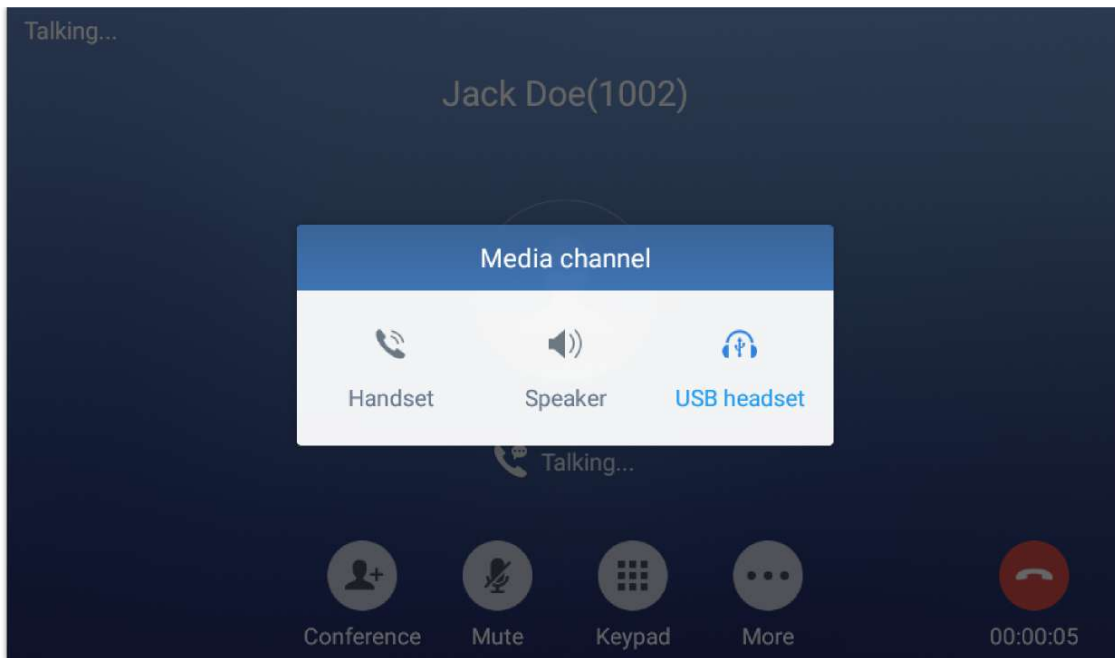 Talking...
Jack Doe(1002)
Media channel
Handset Speaker USB headset
Talking...
Conference Mute Keypad More 00:00:05